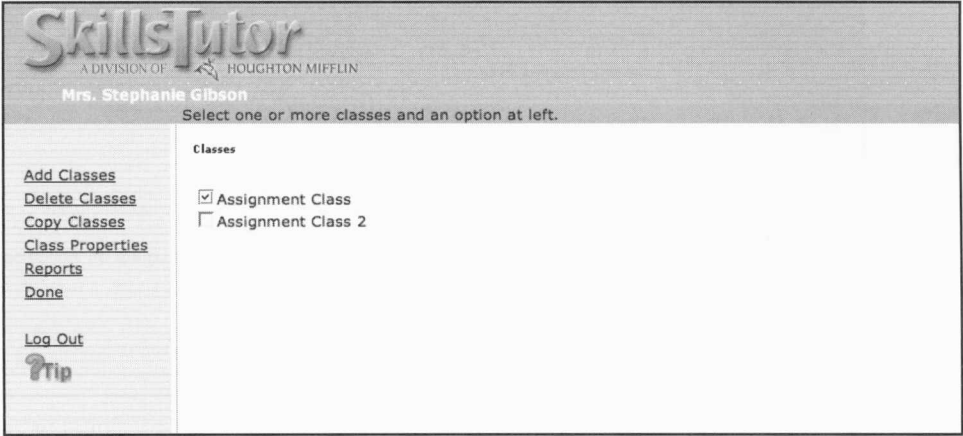 SkillsTutor
A DIVISION OF HOUGHTON MIFFLIN
Mrs. Stephanie Gibson
Select one or more classes and an option at left.
Classes
Add Classes
Delete Classes
Copy Classes
Class Properties
Reports
Done
Log Out
?Tip
Assignment Class
Assignment Class 2